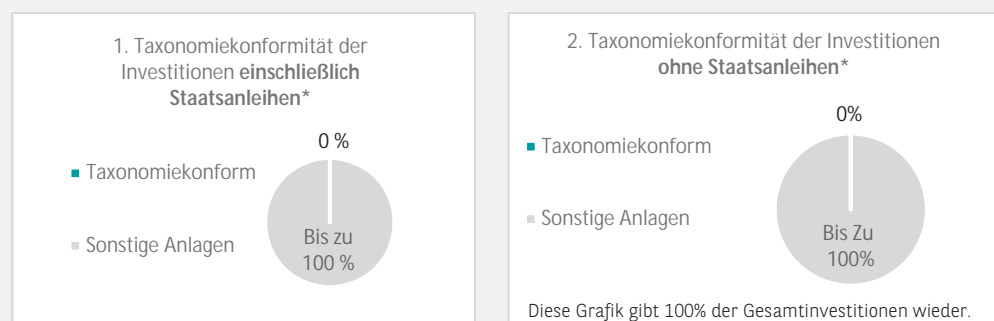 1. Taxonomiekonformität der
Investitionen einschließlich
Staatsanleihen*
0 %
Taxonomiekonform
Sonstige Anlagen
Bis zu
100 %
2. Taxonomiekonformität der Investitionen
ohne Staatsanleihen*
0%
Taxonomiekonform
Sonstige Anlagen
Bis Zu
100%
Diese Grafik gibt 100% der Gesamtinvestitionen wieder.